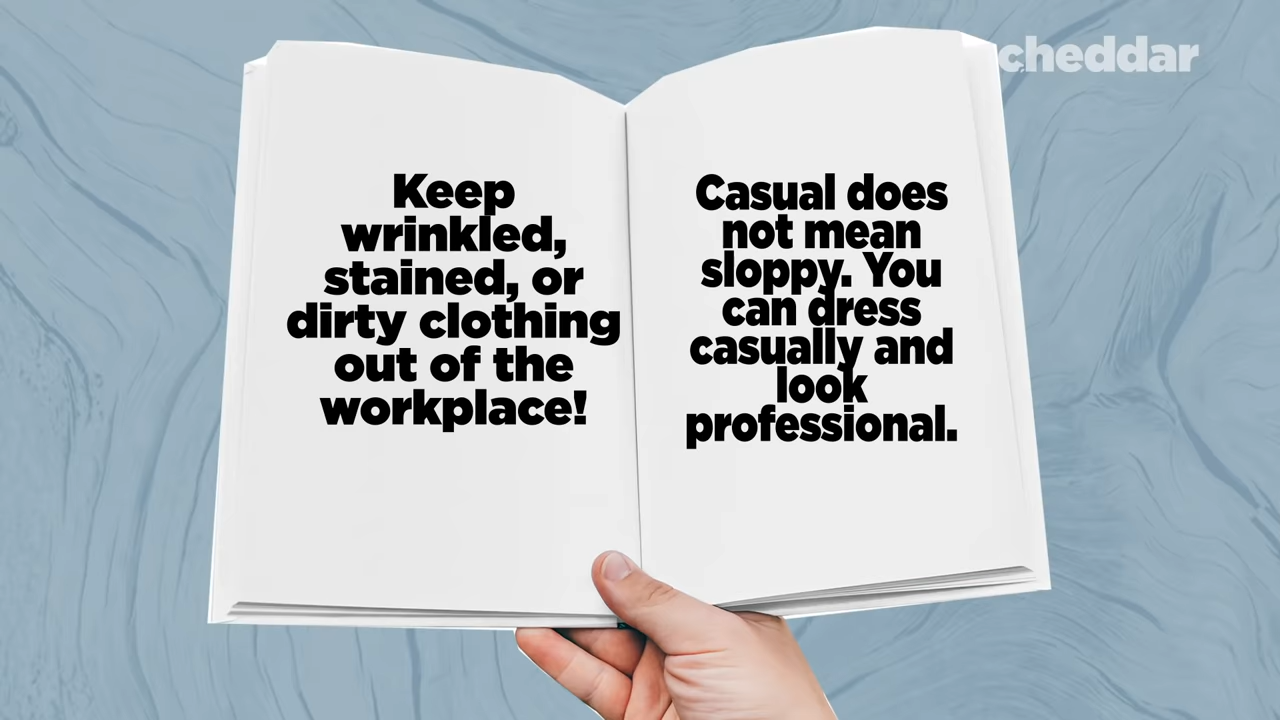 Keep
wrinkled,
stained, or
dirty clothing
out of the
workplace!
Casual does
not mean
sloppy. You
can dress
casually and
look
professional.
cheddar